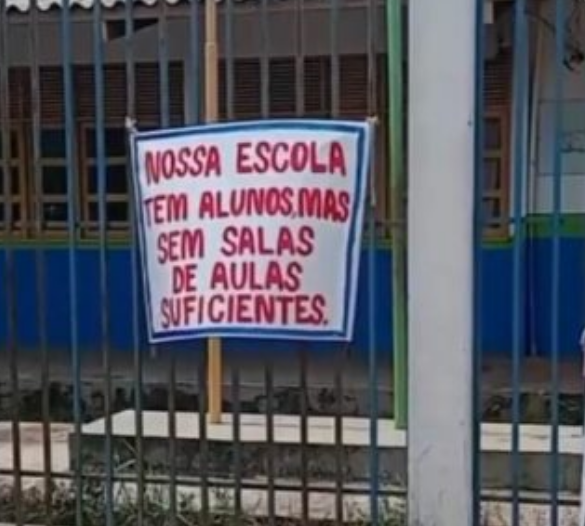 NOSSA ESCOLA
TEM ALUNOS, MAS
SEM SALAS
DE AULAS
SUFICIENTES.